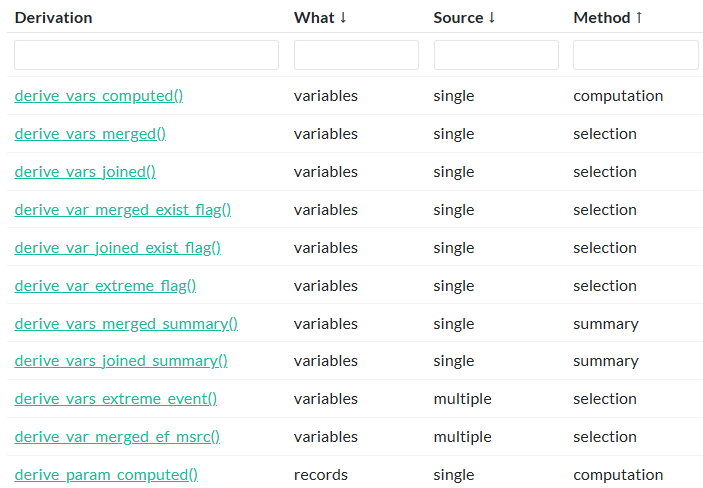 Derivation What ↓ Source ↓ Method ↑
derive_vars_computed() variables single computation
derive_vars_merged() variables single selection
derive_vars_joined() variables single selection
derive_var_merged_exist_flag() variables single selection
derive_var_joined_exist_flag() variables single selection
derive_var_extreme_flag() variables single selection
derive_vars_merged_summary() variables single summary
derive_vars_joined_summary() variables single summary
derive_vars_extreme_event() variables multiple selection
derive_var_merged_ef_msrc() variables multiple selection
derive_param_computed() records single computation